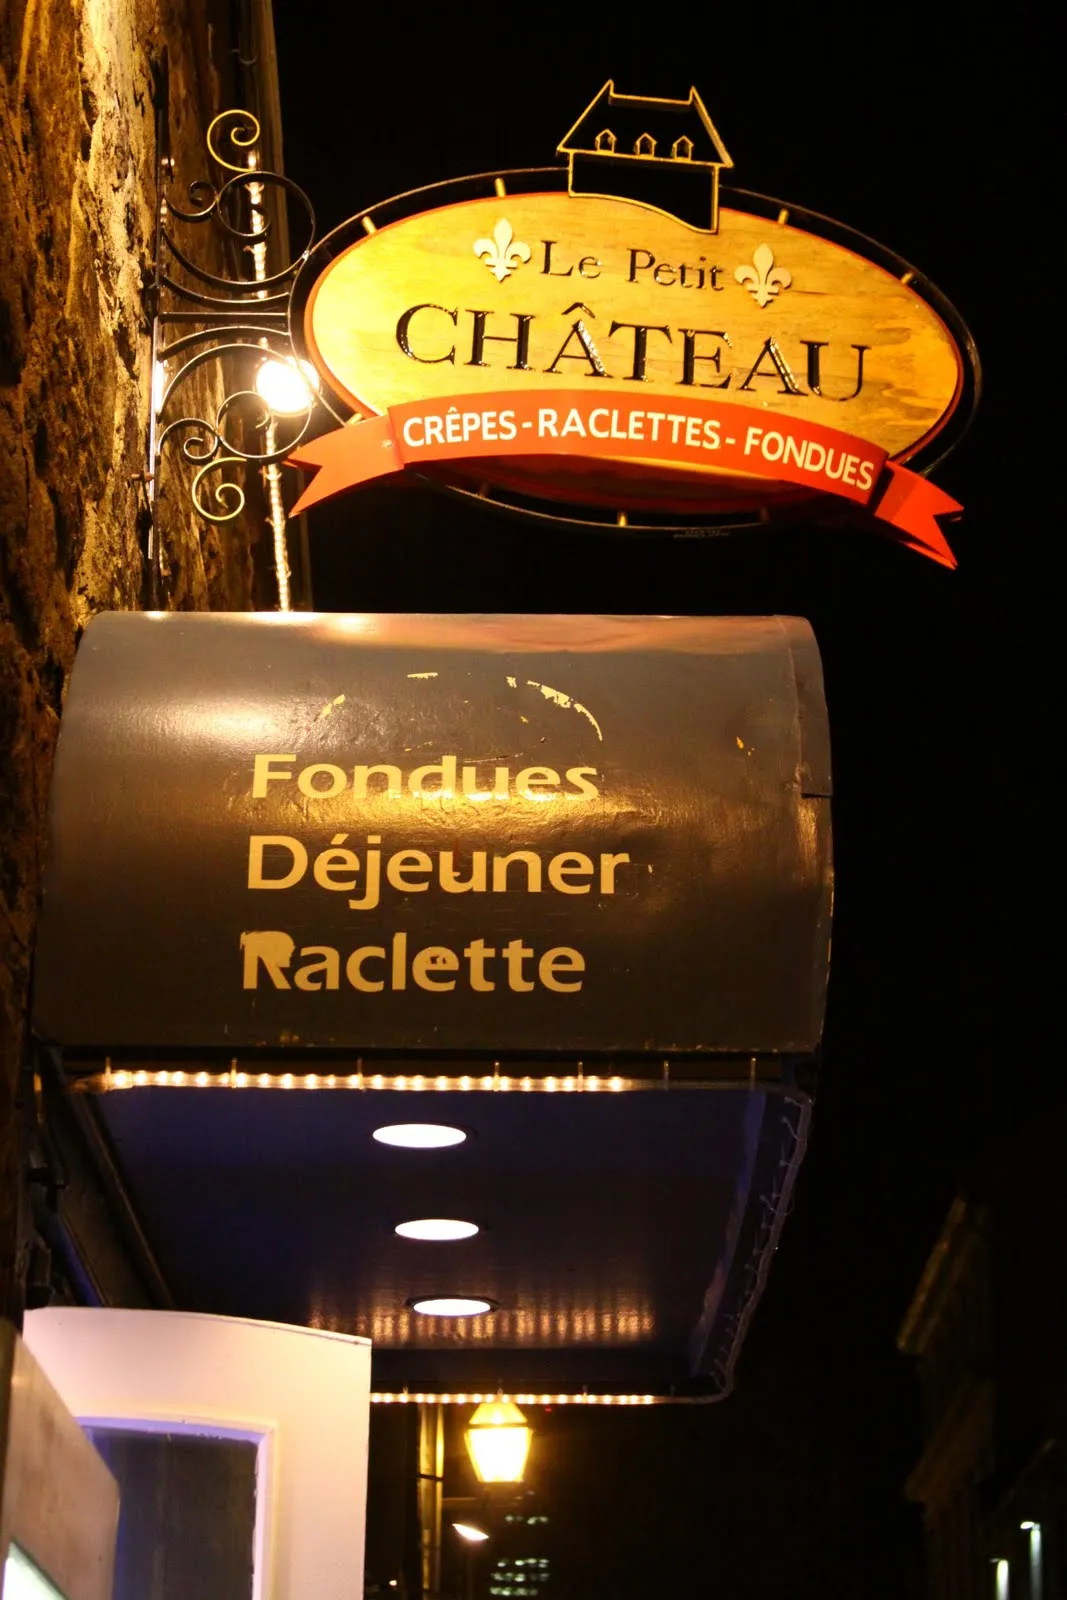 Le Petit
CHÂTEAU
CRÊPES - RACLETTES - FONDUES
Fondues
Déjeuner
Raclette